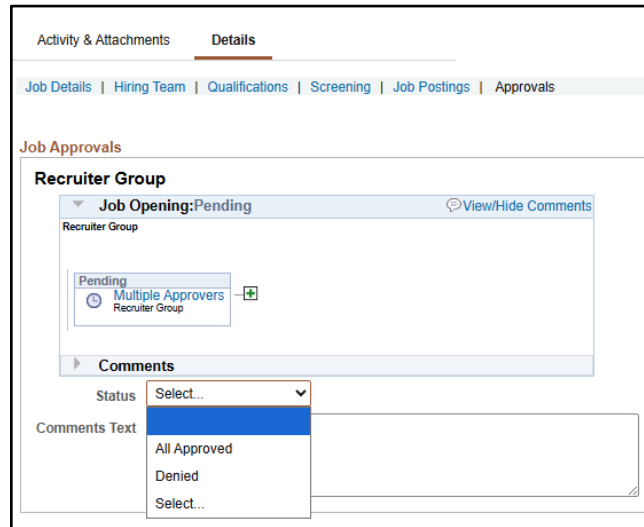 Activity & Attachments Details
Job Details | Hiring Team | Qualifications | Screening | Job Postings | Approvals
Job Approvals
Recruiter Group
Job Opening:Pending View/Hide Comments
Recruiter Group
Pending
Multiple Approvers
Recruiter Group
Comments
Status Select...
Comments Text
All Approved
Denied
Select...